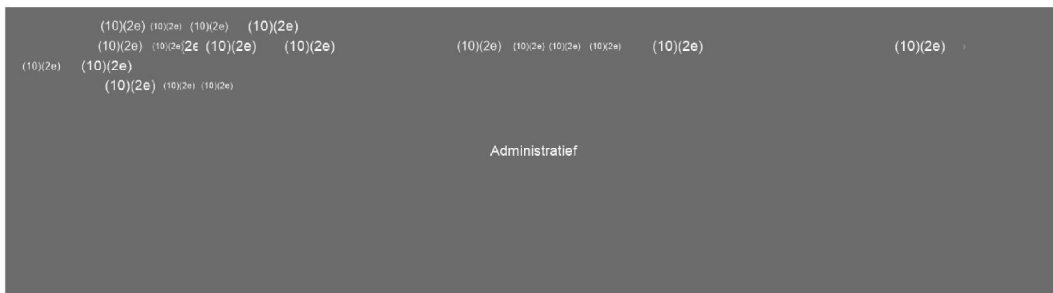 (10)(2e) (10)(2e) (10)(2e) (10)(2e)
(10)(2e) (10)(2e) 2e (10)(2e) (10)(2e) (10)(2e) (10)(2e) (10)(2e) (10)(2e) (10)(2e) (10)(2e)
(10)(2e) (10)(2e)
(10)(2e) (10)(2e) (10)(2e)
Administratief